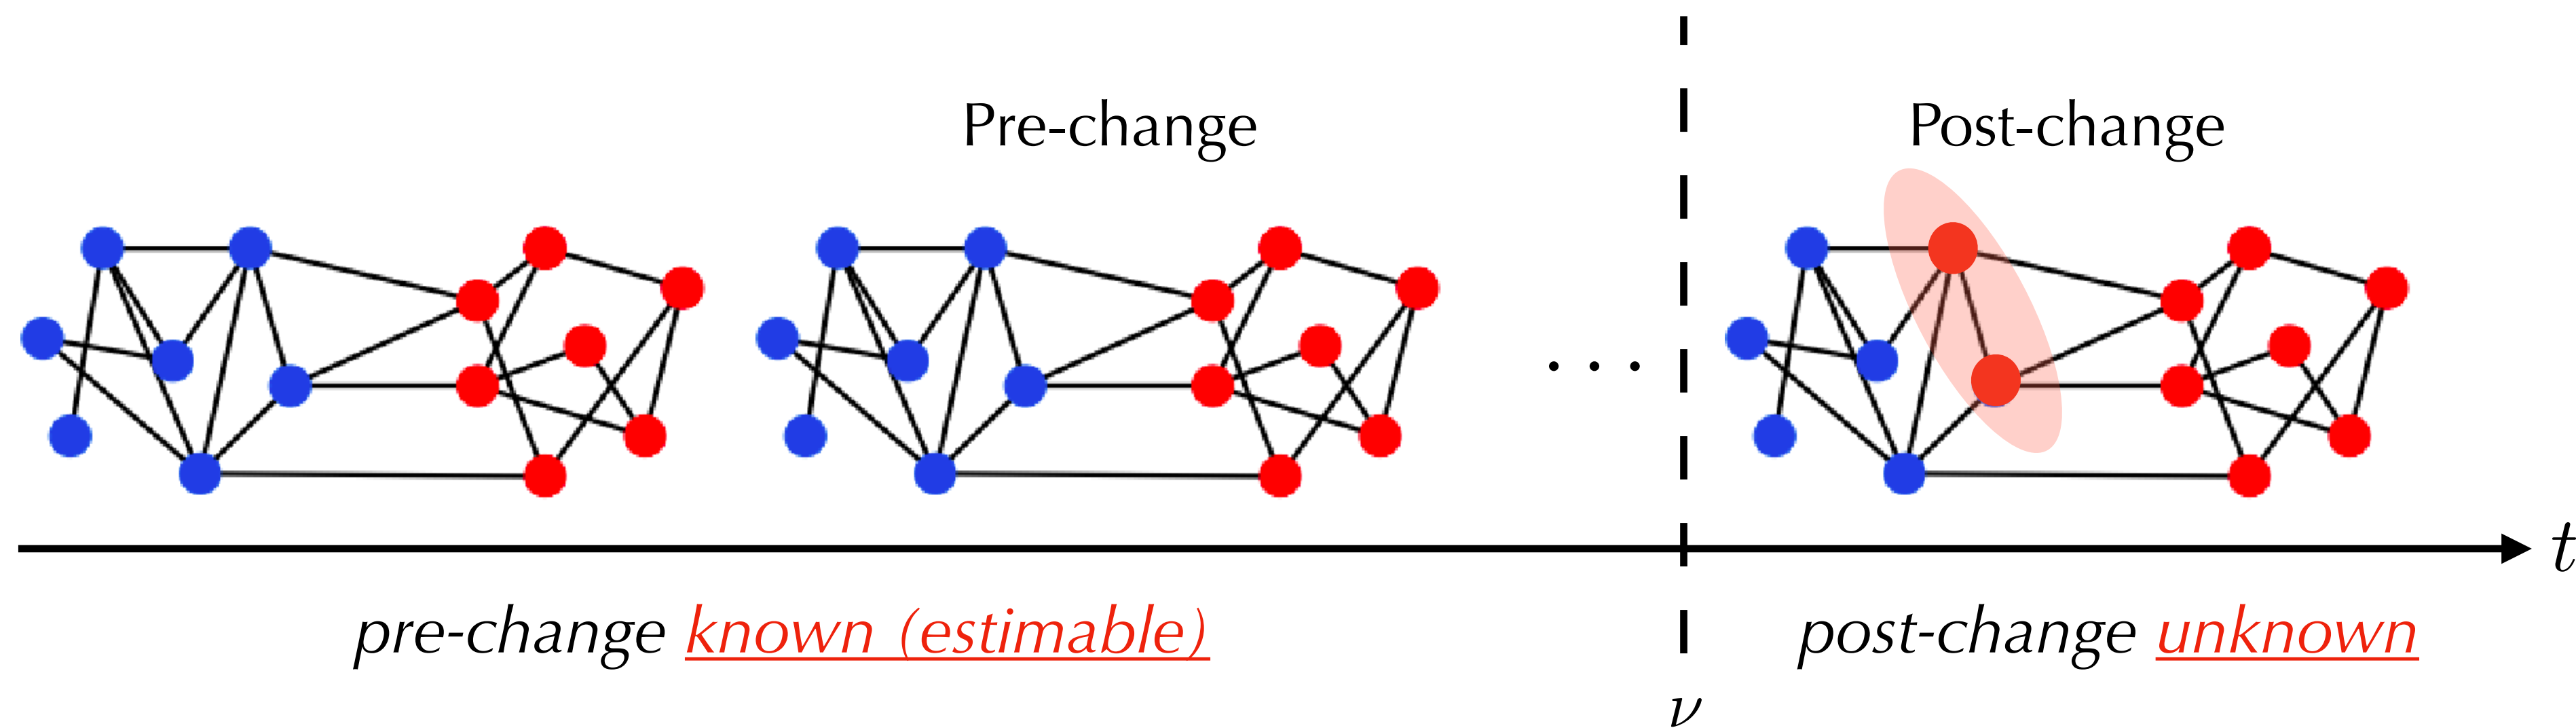 Pre-change
Post-change
. . .
t
pre-change known (estimable)
post-change unknown
ν